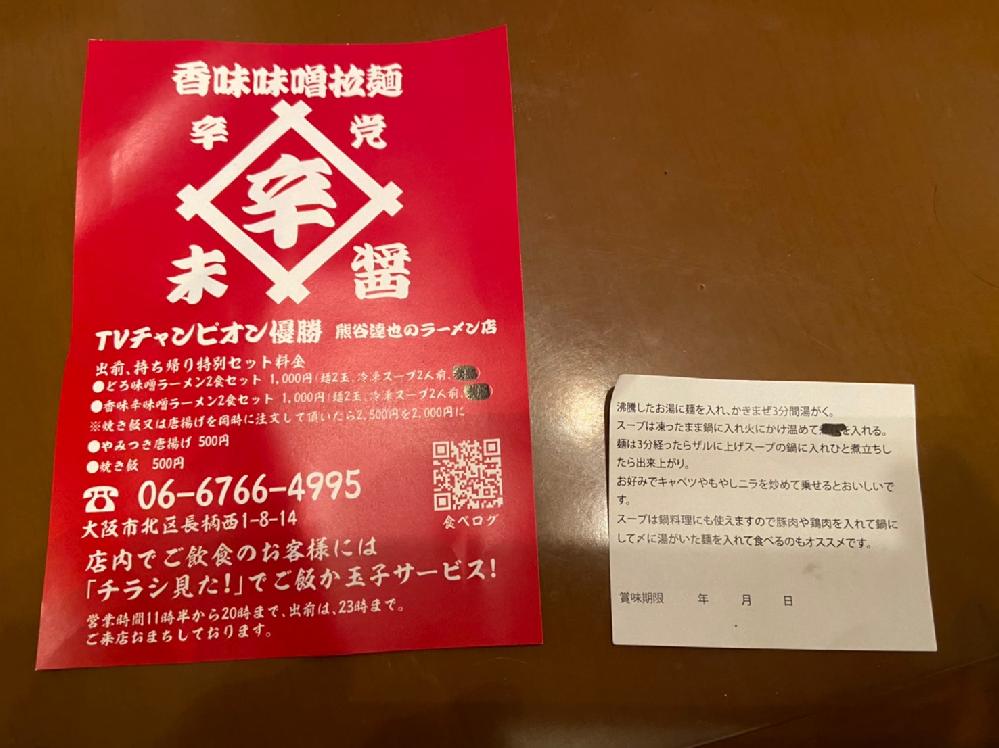 香味味噌拉麺
辛 党
辛
未 醤
TVチャンピオン優勝 熊谷達也のラーメン店
出前、持ち帰り特別セット料金
●どろ味噌ラーメン2食セット 1,000円(麺2玉、冷凍スープ2人前、
●香味辛味噌ラーメン2食セット 1,000円(麺2玉、冷凍スープ2人前、
※焼き飯又は唐揚げを同時に注文して頂いたら2,500円を2,000円に
●やみつき唐揚げ 500円
●焼き飯 500円
☎ 06-6766-4995
食べログ
大阪市北区長柄西1-8-14
店内でご飲食のお客様には
「チラシ見た!」でご飯か玉子サービス!
営業時間11時半から20時まで、出前は、23時まで。
ご来店おまちしております。
沸騰したお湯に麺を入れ、かきまぜ3分間湯がく。
スープは凍ったまま鍋に入れ火にかけ温めて を入れる。
麺は3分経ったらザルに上げスープの鍋に入れひと煮立ちし
たら出来上がり。
お好みでキャベツやもやしニラを炒めて乗せるとおいしいで
す。
スープは鍋料理にも使えますので豚肉や鶏肉を入れて鍋に
して〆に湯がいた麺を入れて食べるのもオススメです。
賞味期限 年 月 日